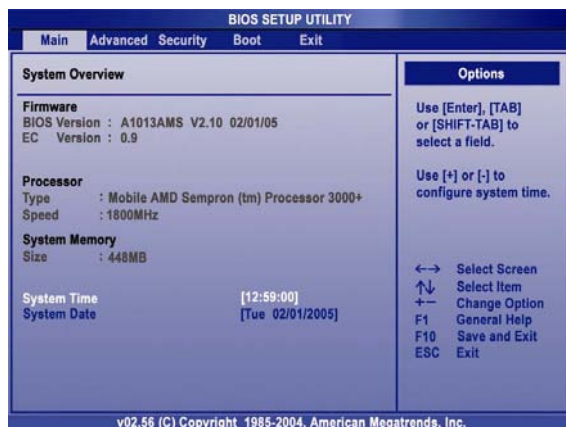 BIOS SETUP UTILITY
Main Advanced Security Boot Exit
System Overview
Firmware
BIOS Version : A1013AMS V2.10 02/01/05
EC Version : 0.9
Processor
Type : Mobile AMD Sempron (tm) Processor 3000+
Speed : 1800MHz
System Memory
Size : 448MB
System Time [12:59:00]
System Date [Tue 02/01/2005]
Options
Use [Enter], [TAB]
or [SHIFT-TAB] to
select a field.
Use [+] or [-] to
configure system time.
←→ Select Screen
↑↓ Select Item
+− Change Option
F1 General Help
F10 Save and Exit
ESC Exit
v02.56 (C) Copyright 1985-2004, American Megatrends, Inc.